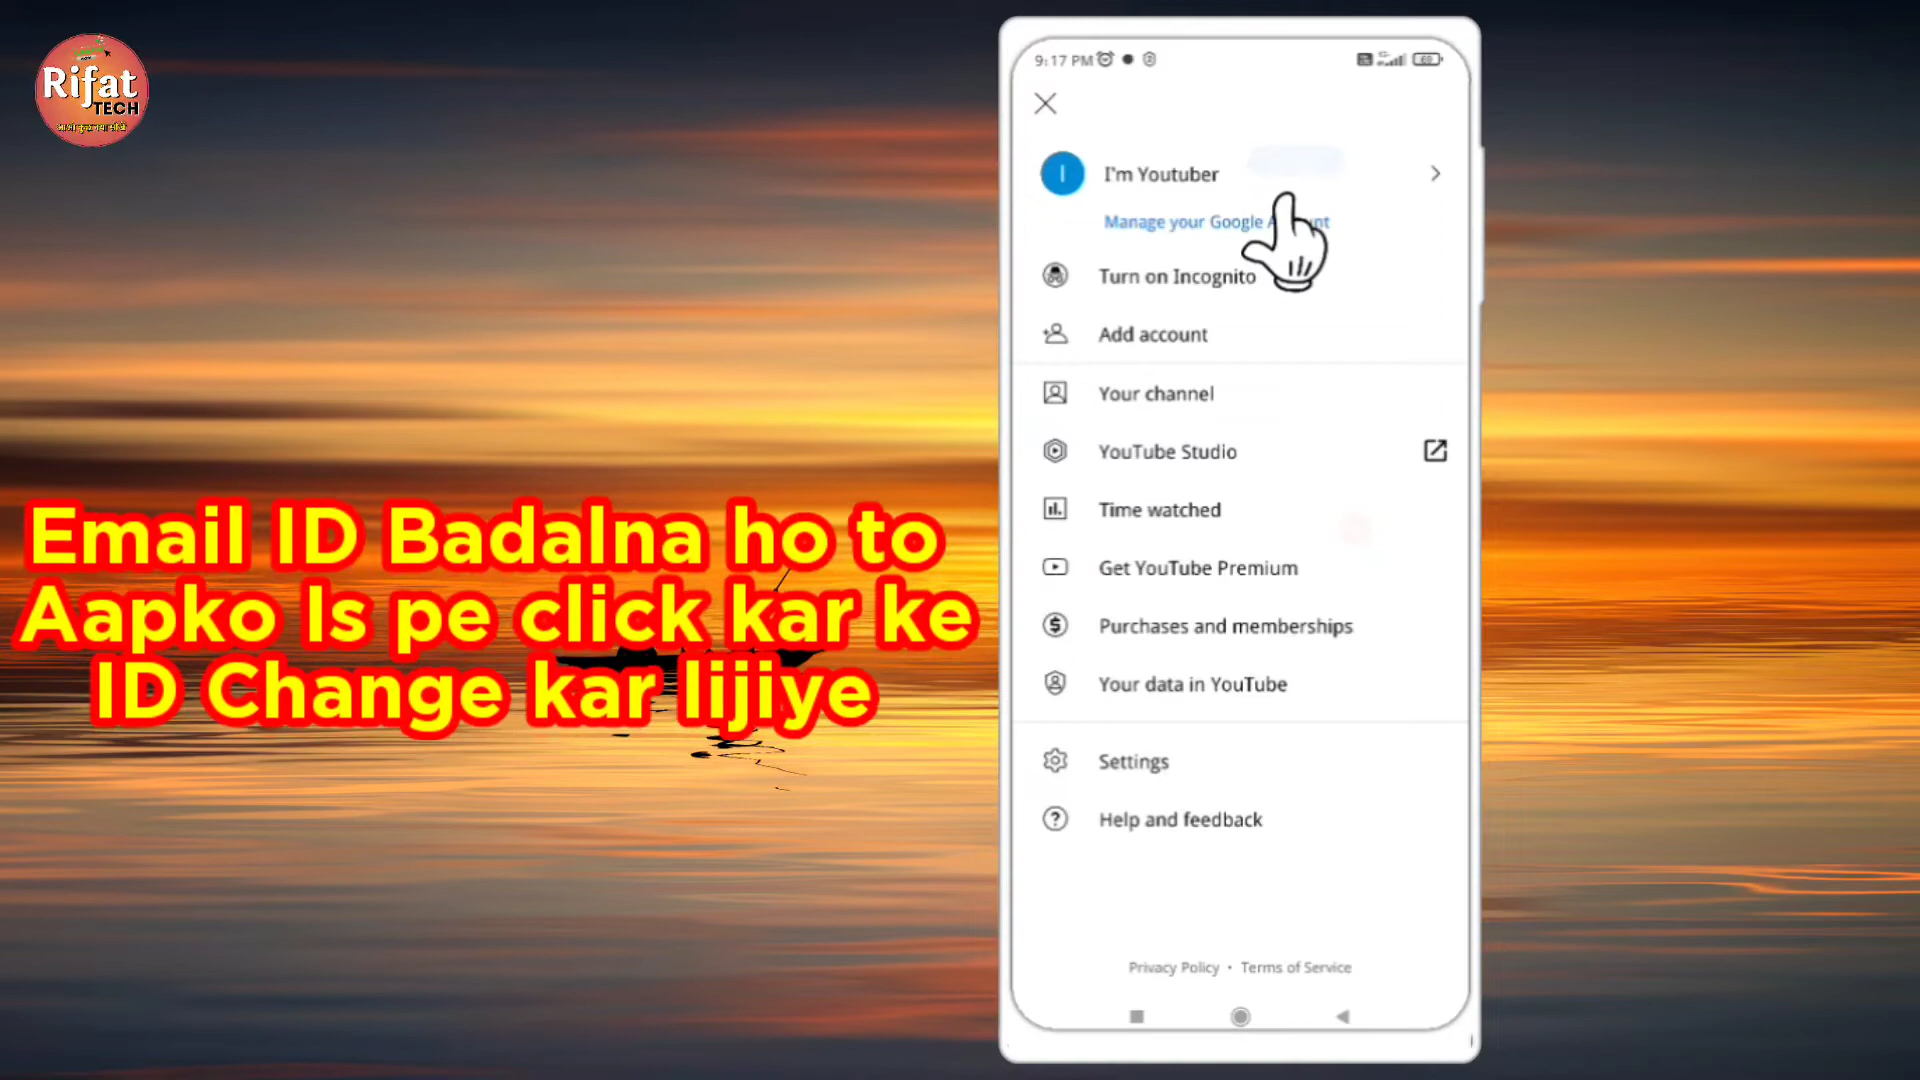 Rifat
TECH
Email ID Badalna ho to
Aapko Is pe click kar ke
ID Change kar lijiye
9:17 PM
I
I'm Youtuber
Manage your Google
Turn on Incognito
Add account
Your channel
YouTube Studio
Time watched
Get YouTube Premium
Purchases and memberships
Your data in YouTube
Settings
Help and feedback
Privacy Policy • Terms of Service